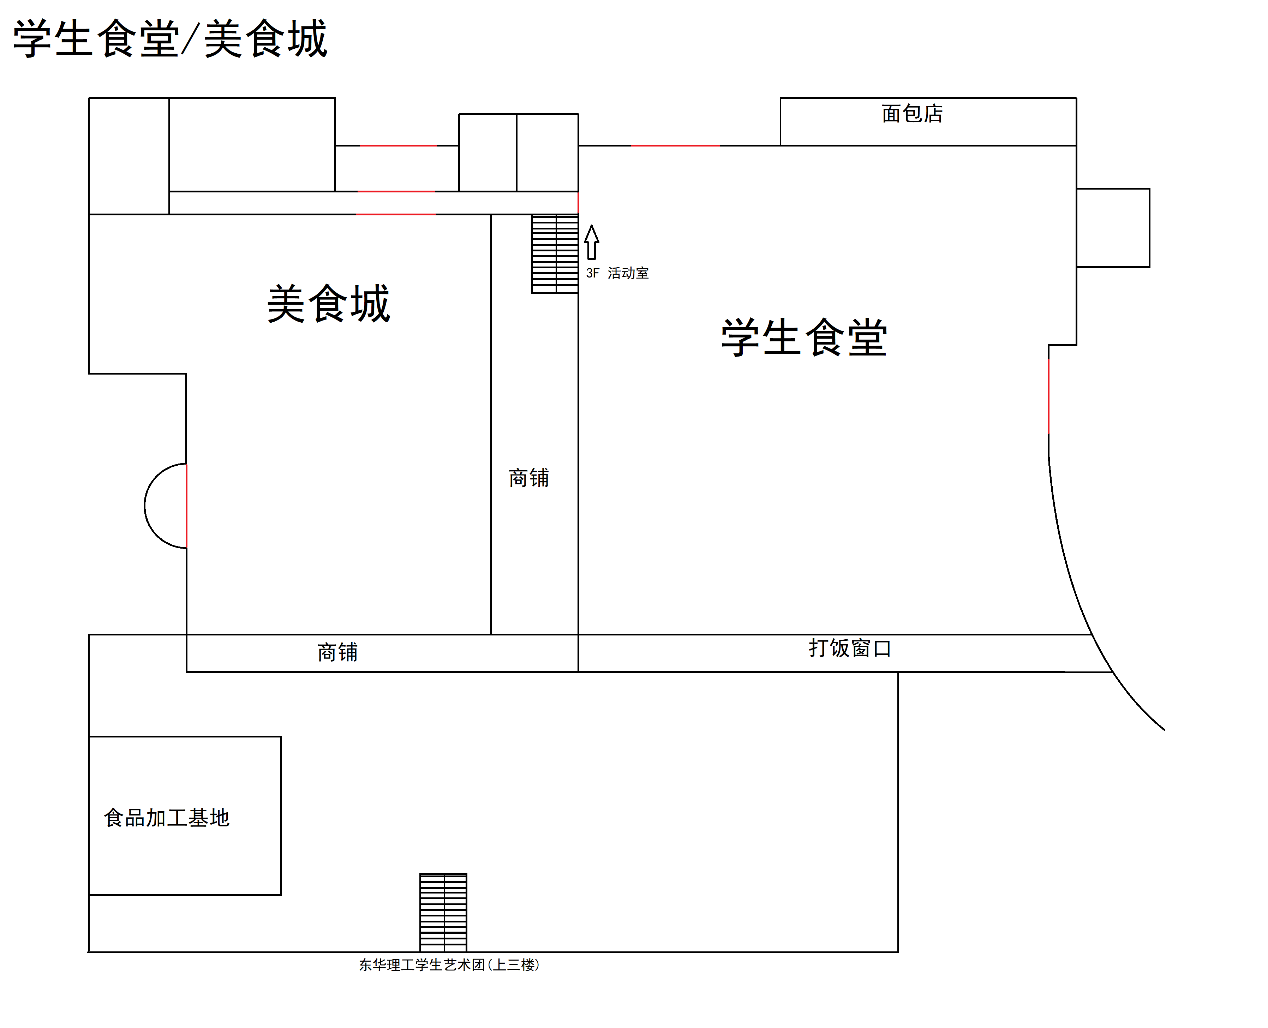 学生食堂/美食城
面包店
3F 活动室
美食城
学生食堂
商铺
商铺
打饭窗口
食品加工基地
东华理工学生艺术团(上三楼)